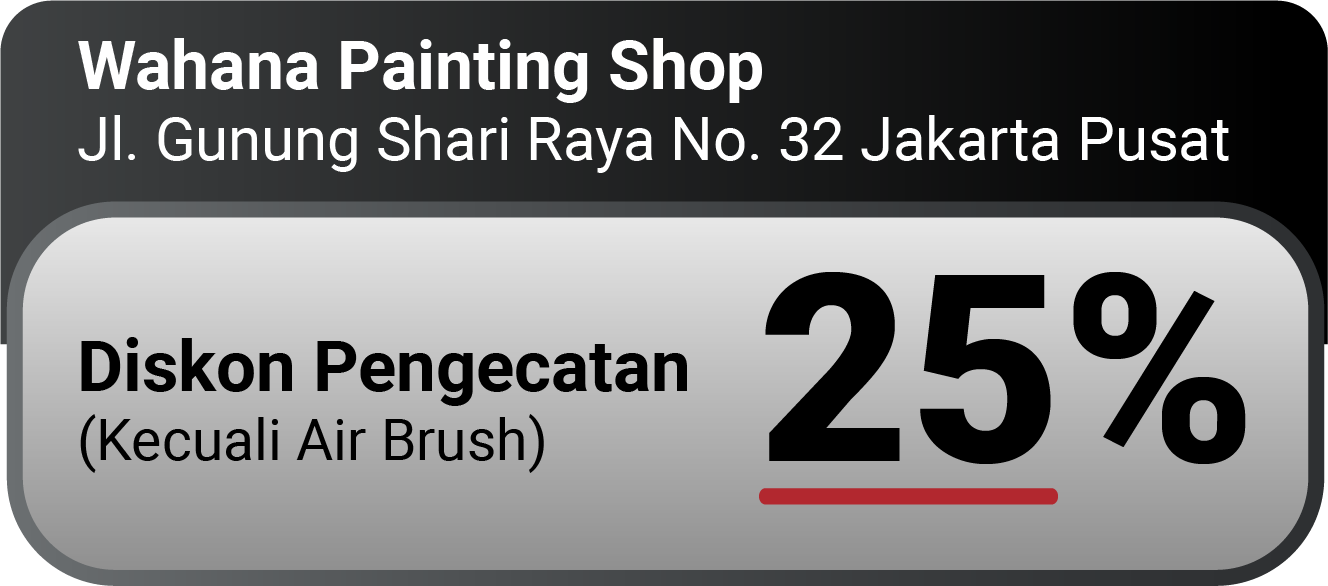 Wahana Painting Shop
Jl. Gunung Shari Raya No. 32 Jakarta Pusat
Diskon Pengecatan
(Kecuali Air Brush)
25%